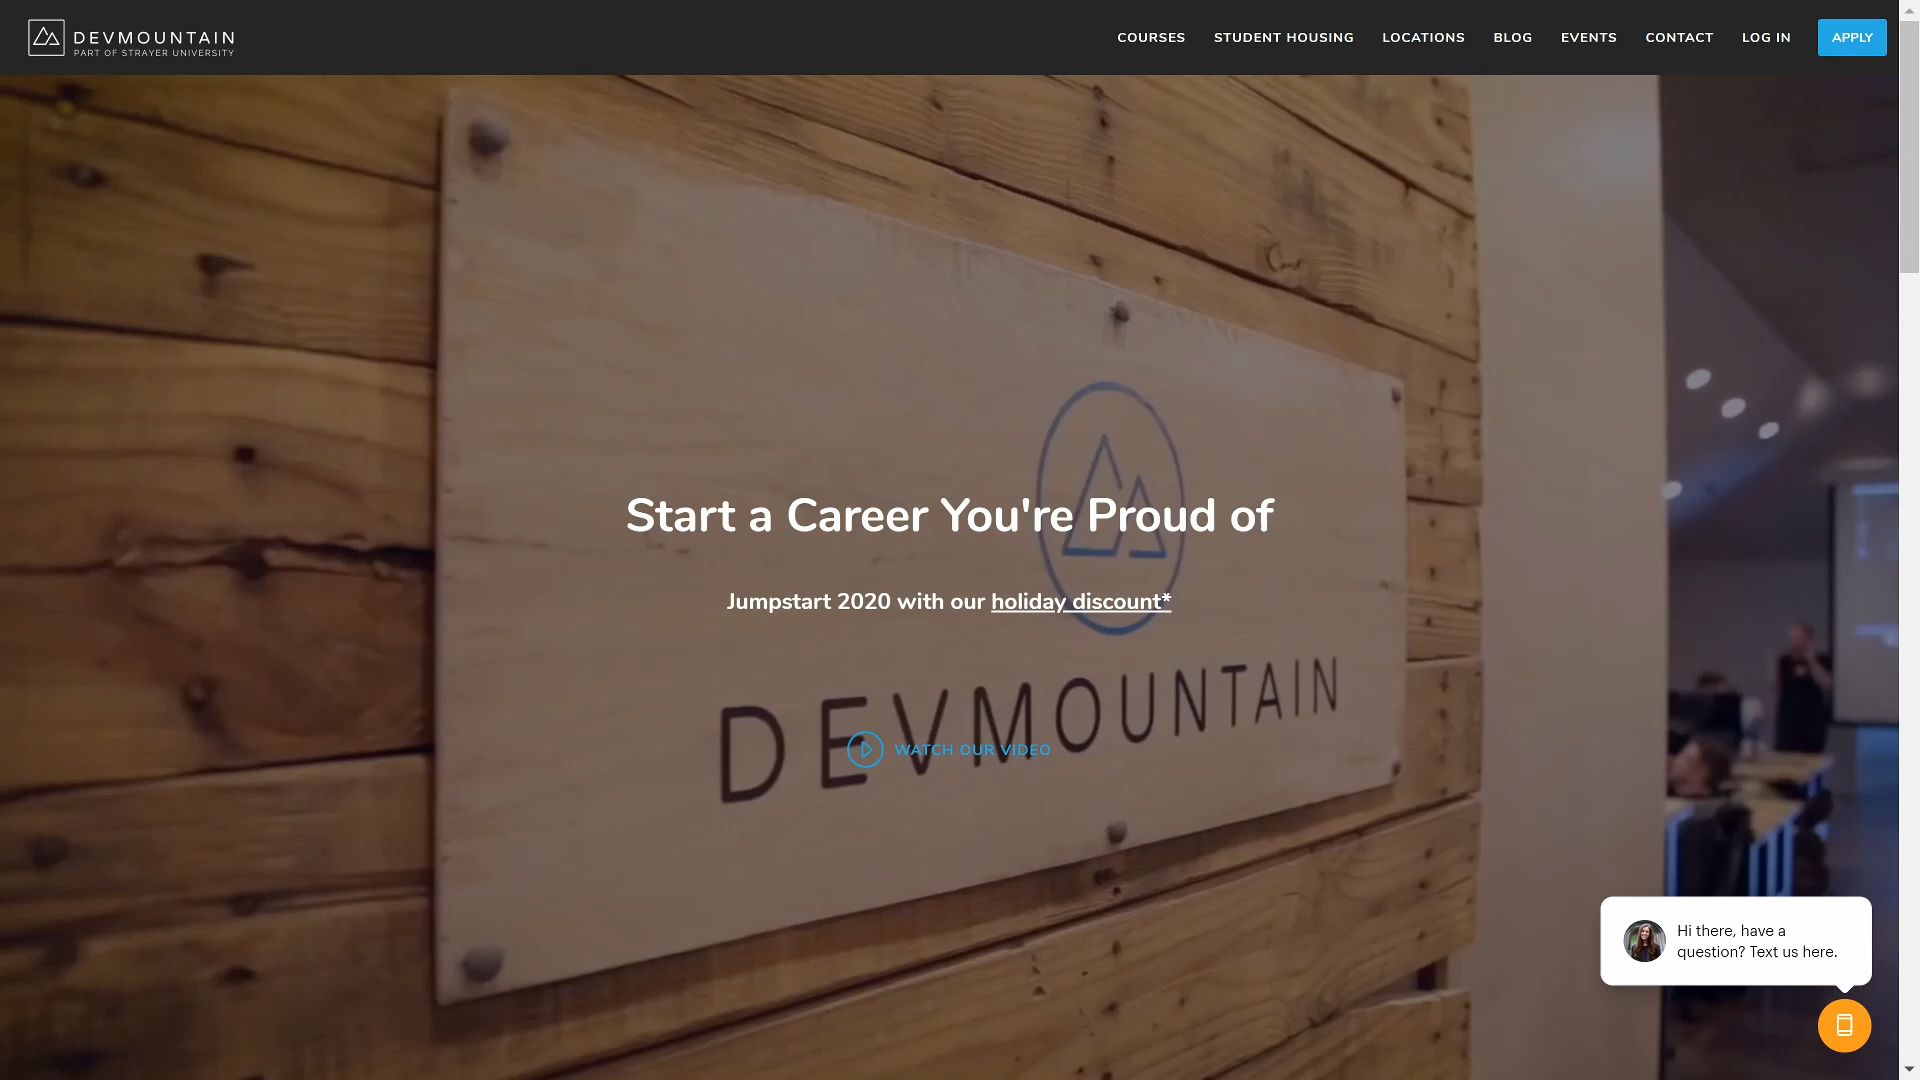 DEVMOUNTAIN
PART OF STRAYER UNIVERSITY
COURSES
STUDENT HOUSING
LOCATIONS
BLOG
EVENTS
CONTACT
LOG IN
APPLY
Start a Career You're Proud of
Jumpstart 2020 with our holiday discount*
DEVMOUNTAIN
WATCH OUR VIDEO
Hi there, have a
question? Text us here.